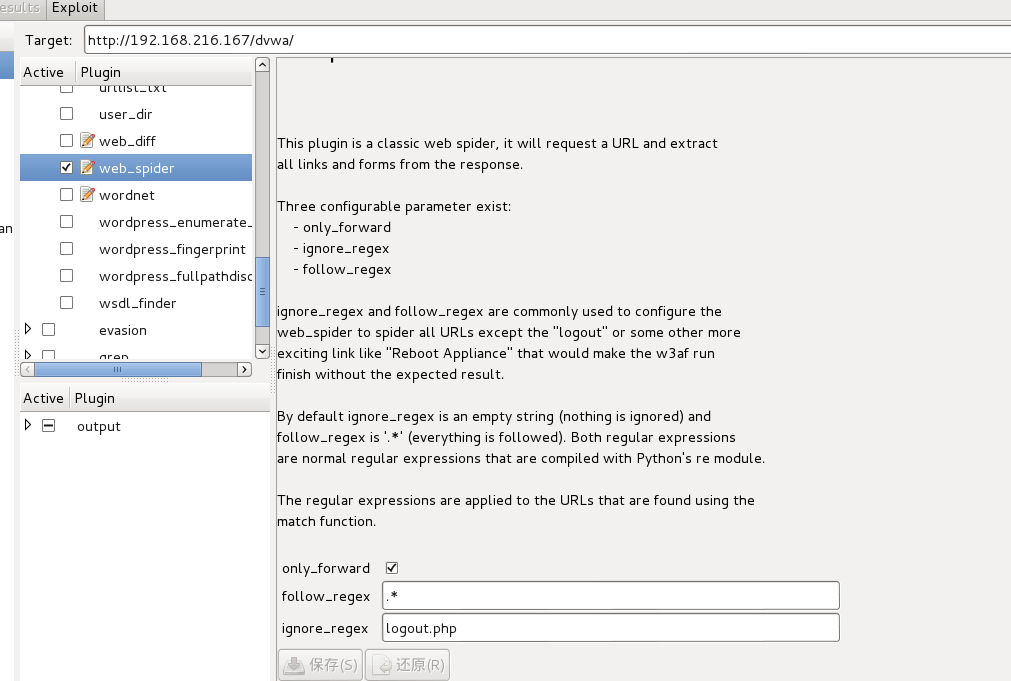 esults Exploit
Target: http://192.168.216.167/dvwa/
Active Plugin
urllist_txt
user_dir
web_diff
web_spider
wordnet
wordpress_enumerate_
wordpress_fingerprint
wordpress_fullpathdisc
wsdl_finder
evasion
grep
an
Active Plugin
output
This plugin is a classic web spider, it will request a URL and extract
all links and forms from the response.
Three configurable parameter exist:
- only_forward
- ignore_regex
- follow_regex
ignore_regex and follow_regex are commonly used to configure the
web_spider to spider all URLs except the "logout" or some other more
exciting link like "Reboot Appliance" that would make the w3af run
finish without the expected result.
By default ignore_regex is an empty string (nothing is ignored) and
follow_regex is '.*' (everything is followed). Both regular expressions
are normal regular expressions that are compiled with Python's re module.
The regular expressions are applied to the URLs that are found using the
match function.
only_forward
follow_regex .*
ignore_regex logout.php
保存(S) 还原(R)